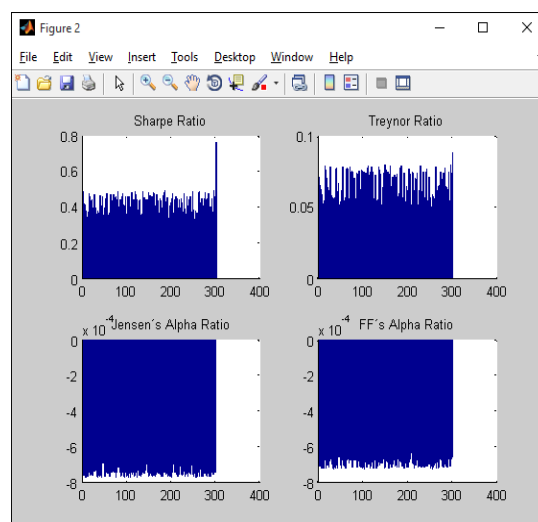 Figure 2
File Edit View Insert Tools Desktop Window Help
Sharpe Ratio
0.8
0.6
0.4
0.2
0
0 100 200 300 400
Treynor Ratio
0.1
0.05
0
0 100 200 300 400
x 10^-4 Jensen´s Alpha Ratio
0
-2
-4
-6
-8
0 100 200 300 400
x 10^-4 FF´s Alpha Ratio
0
-2
-4
-6
-8
0 100 200 300 400